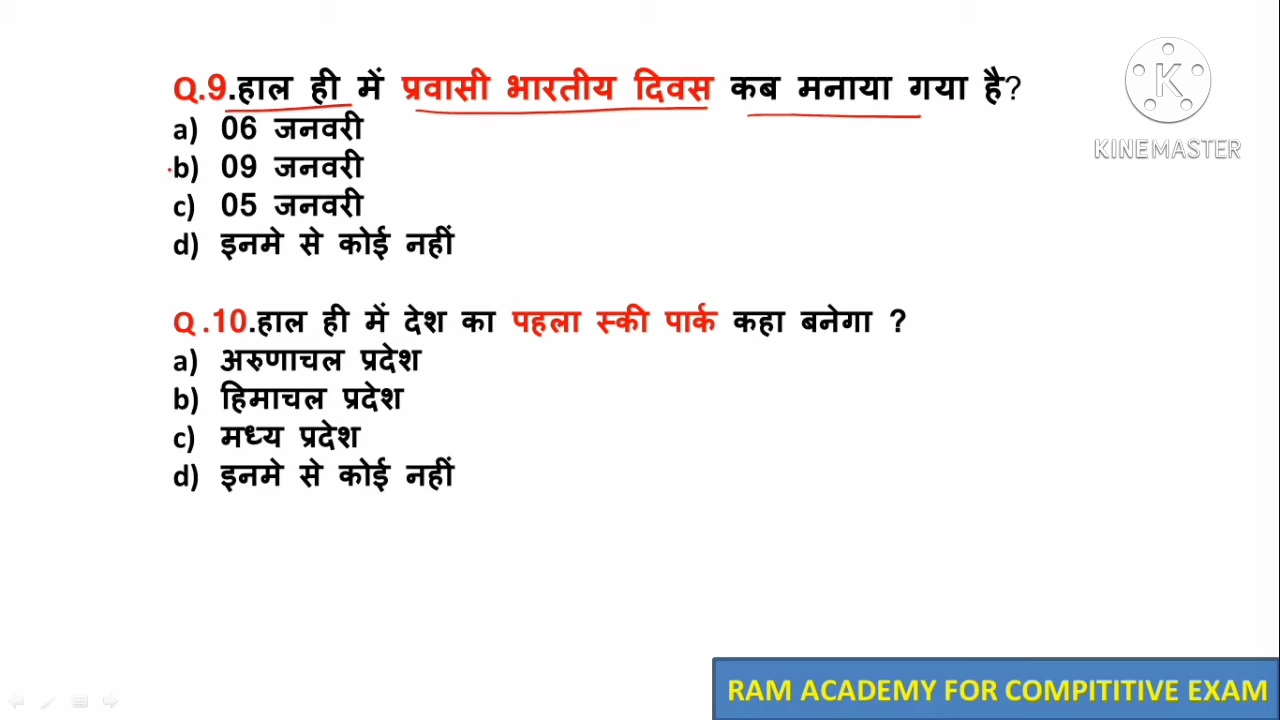 Q.9.हाल ही में प्रवासी भारतीय दिवस कब मनाया गया है?
a) 06 जनवरी
b) 09 जनवरी
c) 05 जनवरी
d) इनमे से कोई नहीं
Q.10.हाल ही में देश का पहला स्की पार्क कहा बनेगा ?
a) अरुणाचल प्रदेश
b) हिमाचल प्रदेश
c) मध्य प्रदेश
d) इनमे से कोई नहीं
K
KINEMASTER
RAM ACADEMY FOR COMPITITIVE EXAM